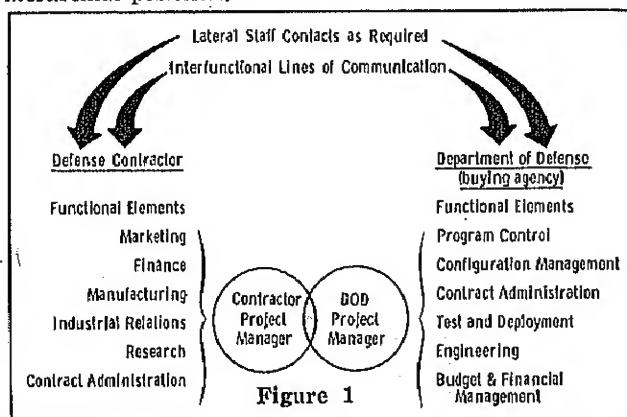 Lateral Staff Contacts as Required
Interfunctional Lines of Communication
Defense Contractor
Functional Elements
Marketing
Finance
Manufacturing
Industrial Relations
Research
Contract Administration
Contractor
Project
Manager
DOD
Project
Manager
Department of Defense
(buying agency)
Functional Elements
Program Control
Configuration Management
Contract Administration
Test and Deployment
Engineering
Budget & Financial
Management
Figure 1